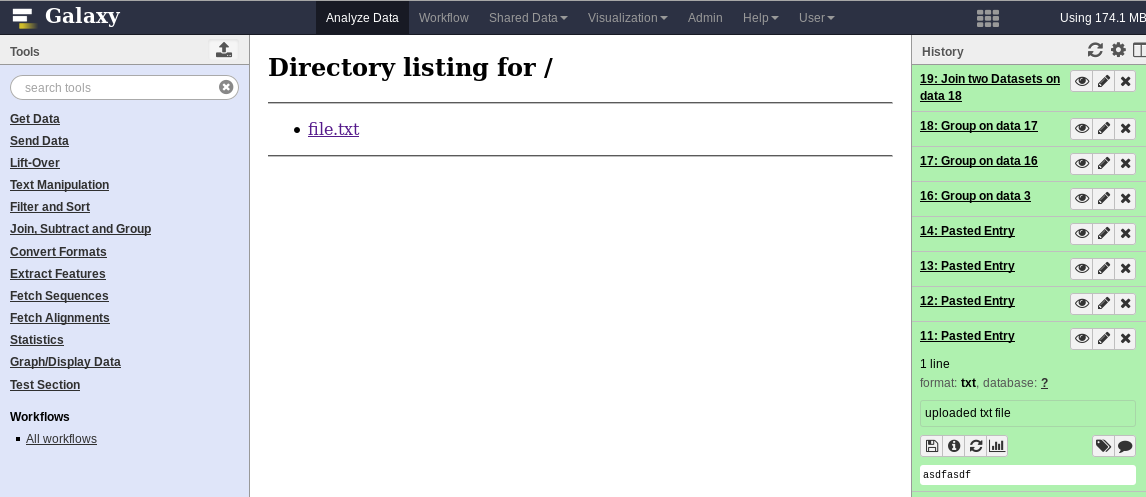 Galaxy
Analyze Data Workflow Shared Data Visualization Admin Help User
Using 174.1 MB
Tools
search tools
Get Data
Send Data
Lift-Over
Text Manipulation
Filter and Sort
Join, Subtract and Group
Convert Formats
Extract Features
Fetch Sequences
Fetch Alignments
Statistics
Graph/Display Data
Test Section
Workflows
All workflows
Directory listing for /
file.txt
History
19: Join two Datasets on
data 18
18: Group on data 17
17: Group on data 16
16: Group on data 3
14: Pasted Entry
13: Pasted Entry
12: Pasted Entry
11: Pasted Entry
1 line
format: txt, database: ?
uploaded txt file
asdfasdf